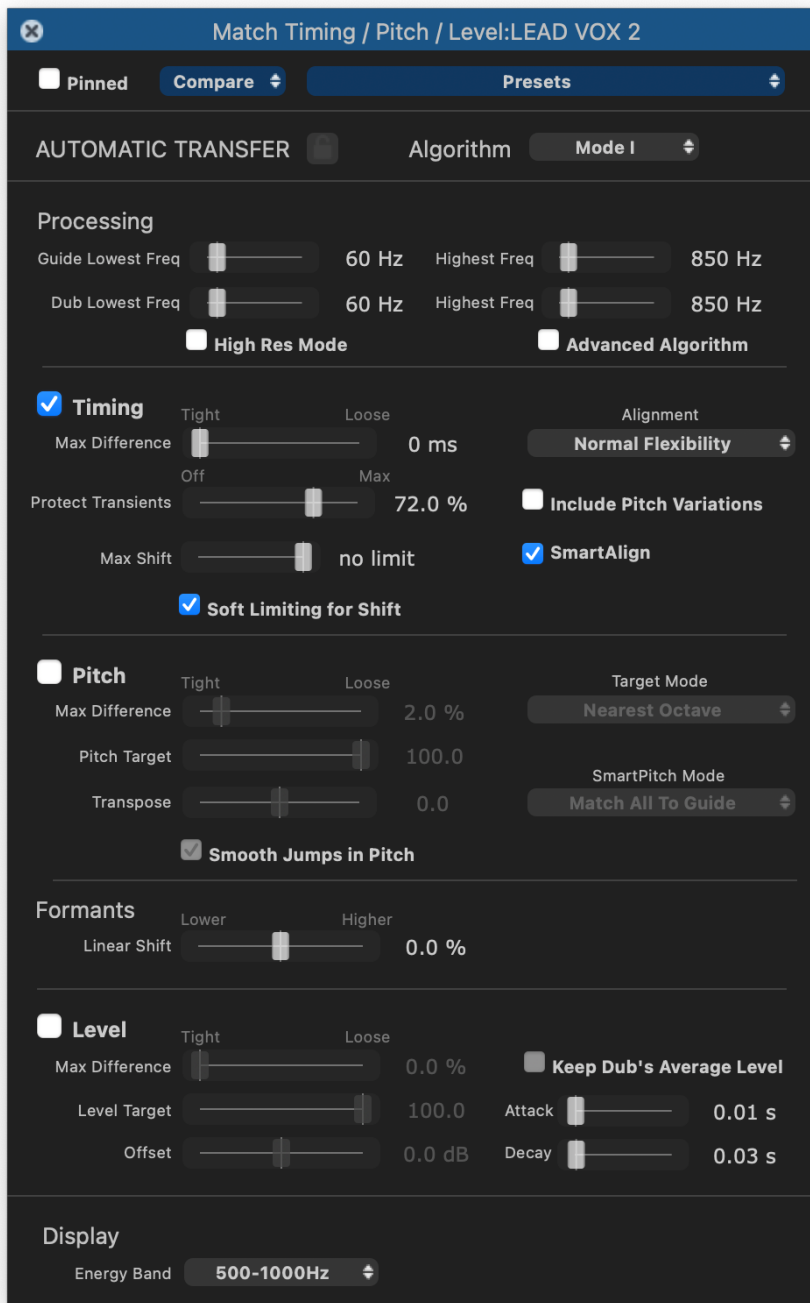 Match Timing / Pitch / Level:LEAD VOX 2
Pinned Compare Presets
AUTOMATIC TRANSFER Algorithm Mode I
Processing
Guide Lowest Freq 60 Hz Highest Freq 850 Hz
Dub Lowest Freq 60 Hz Highest Freq 850 Hz
High Res Mode Advanced Algorithm
Timing Tight Loose Alignment
Max Difference 0 ms Normal Flexibility
Off Max
Protect Transients 72.0 % Include Pitch Variations
Max Shift no limit SmartAlign
Soft Limiting for Shift
Pitch Tight Loose Target Mode
Max Difference 2.0 % Nearest Octave
Pitch Target 100.0
SmartPitch Mode
Transpose 0.0 Match All To Guide
Smooth Jumps in Pitch
Formants Lower Higher
Linear Shift 0.0 %
Level Tight Loose
Max Difference 0.0 % Keep Dub's Average Level
Level Target 100.0 Attack 0.01 s
Offset 0.0 dB Decay 0.03 s
Display
Energy Band 500-1000Hz